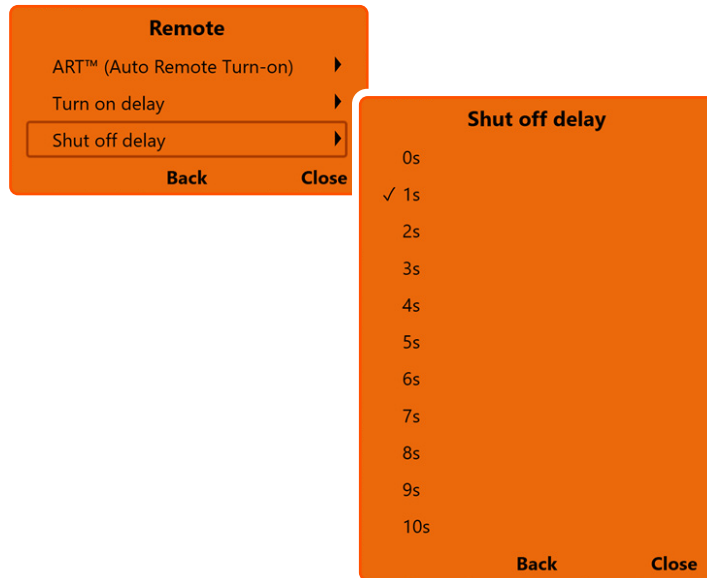 Remote
ART™ (Auto Remote Turn-on)
Turn on delay
Shut off delay
Back Close
Shut off delay
0s
✓ 1s
2s
3s
4s
5s
6s
7s
8s
9s
10s
Back Close